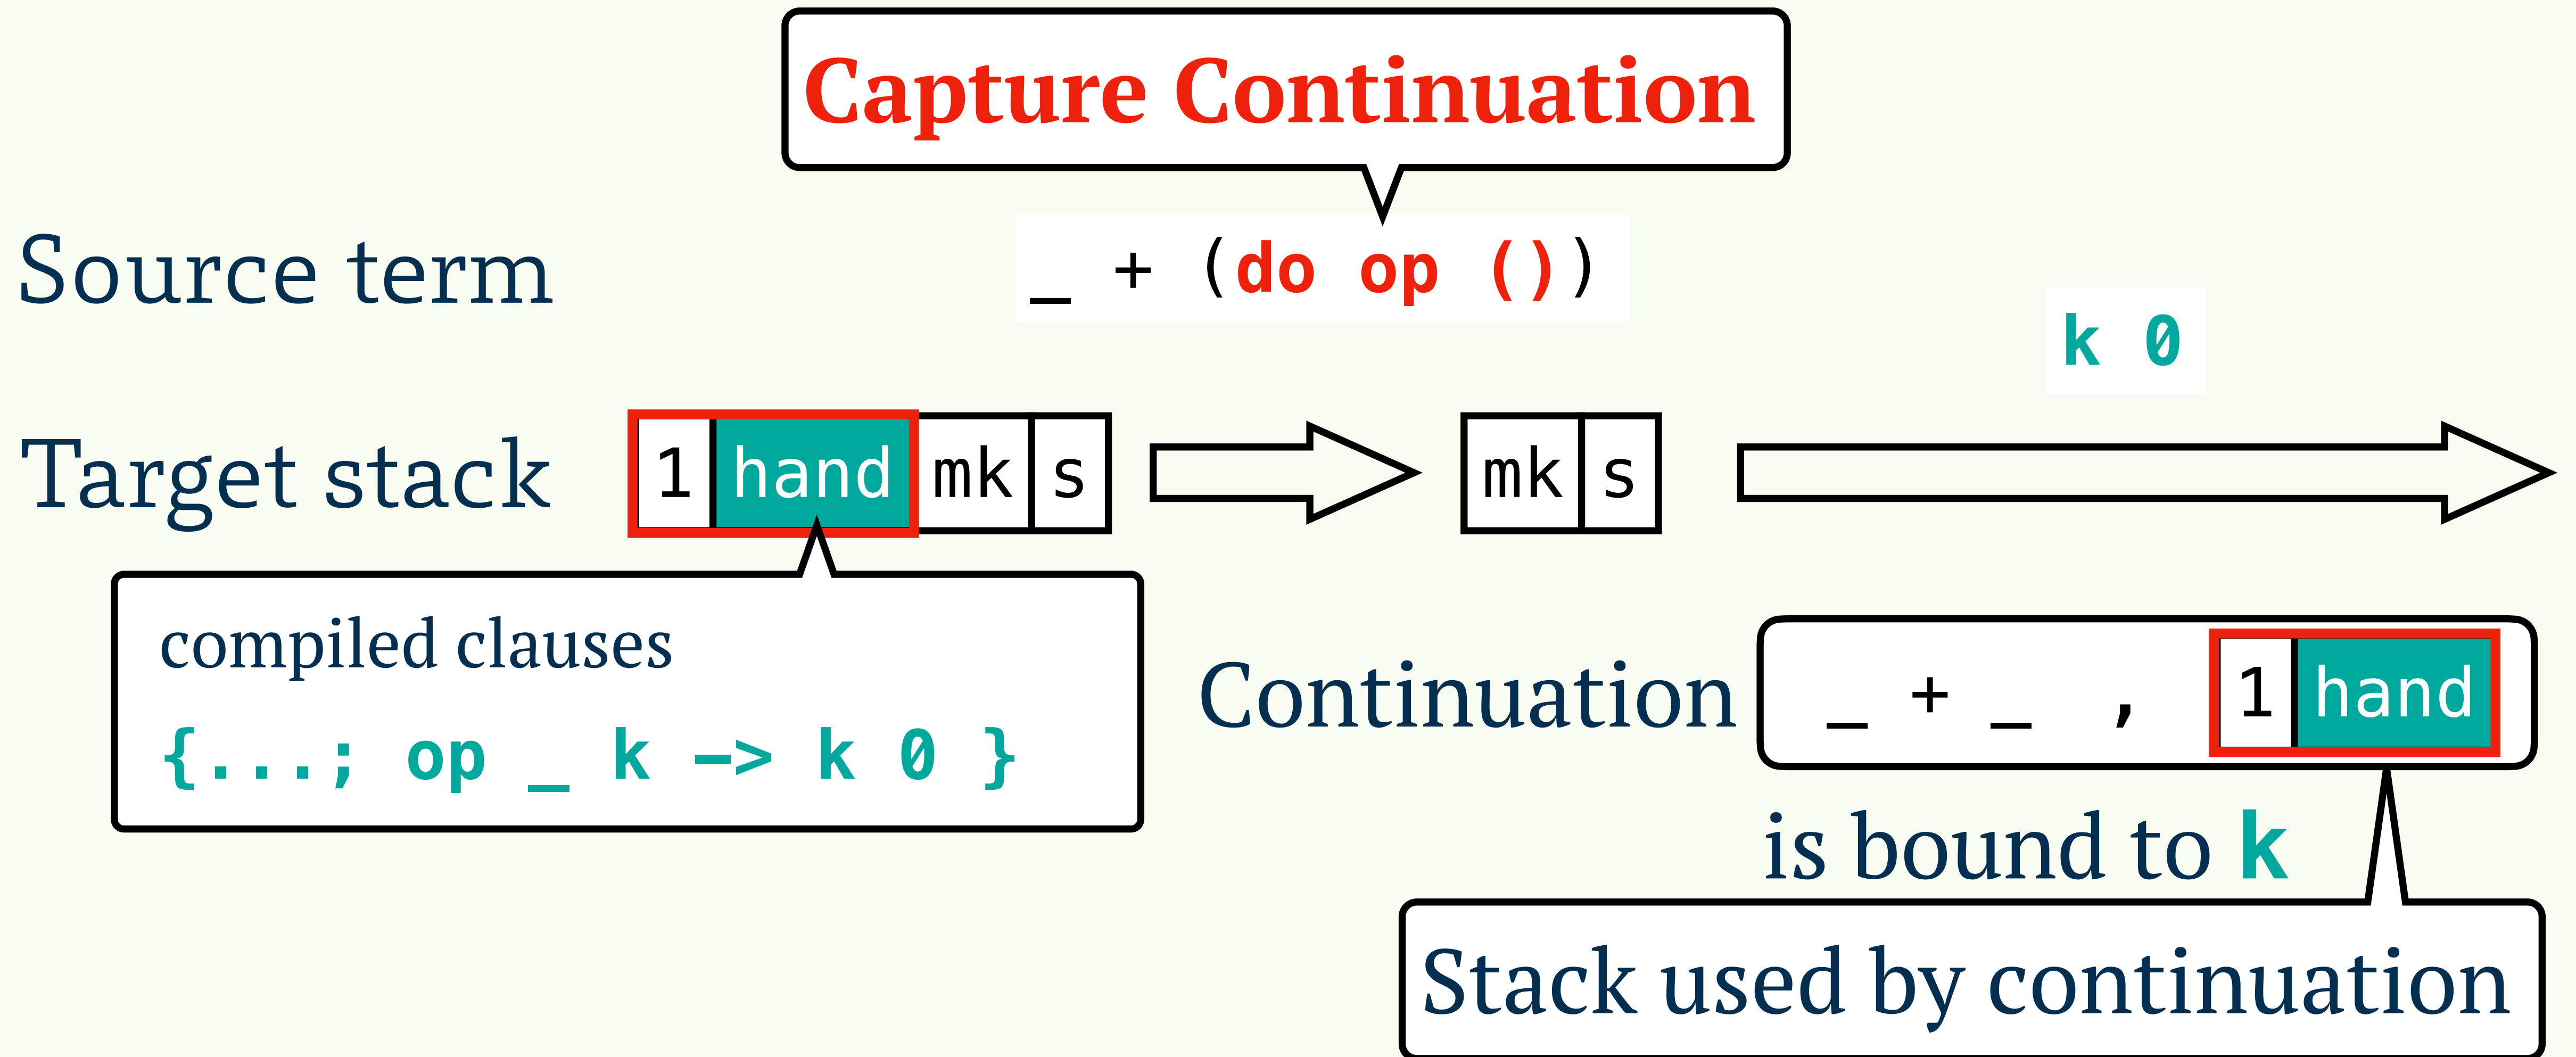 Capture Continuation
Source term
_ + (do op ())
k 0
Target stack
1 hand mk s
mk s
compiled clauses
{...; op _ k -> k 0 }
Continuation
_ + _ , 1 hand
is bound to k
Stack used by continuation